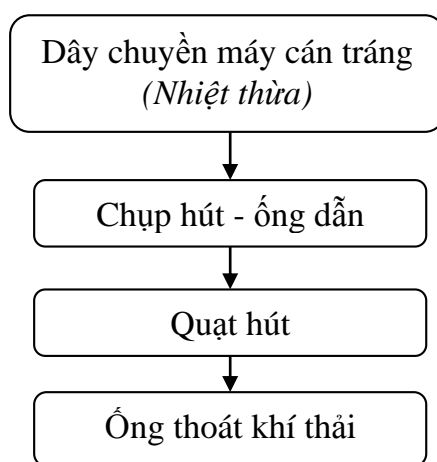 Dây chuyền máy cán tráng
(Nhiệt thừa)
Chụp hút - ống dẫn
Quạt hút
Ống thoát khí thải